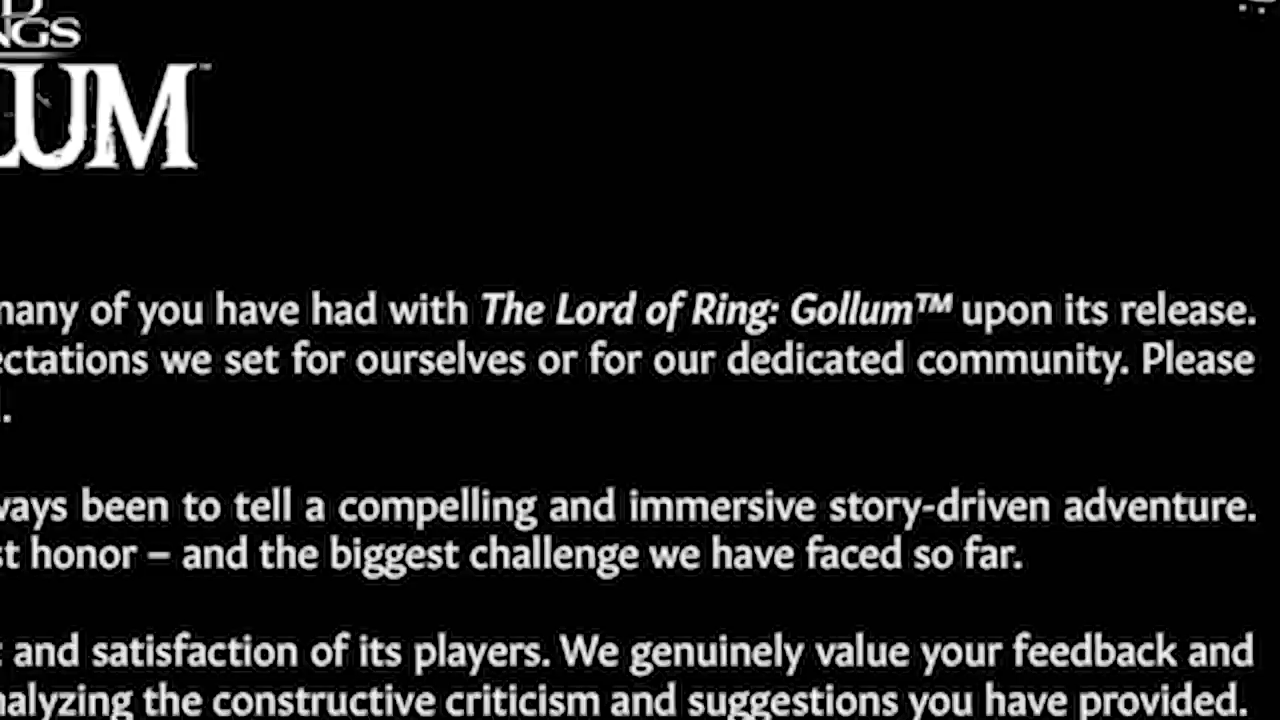 NGS
LUM™
many of you have had with The Lord of Ring: Gollum™ upon its release.
ectations we set for ourselves or for our dedicated community. Please
.
ways been to tell a compelling and immersive story-driven adventure.
st honor – and the biggest challenge we have faced so far.
and satisfaction of its players. We genuinely value your feedback and
nalyzing the constructive criticism and suggestions you have provided.